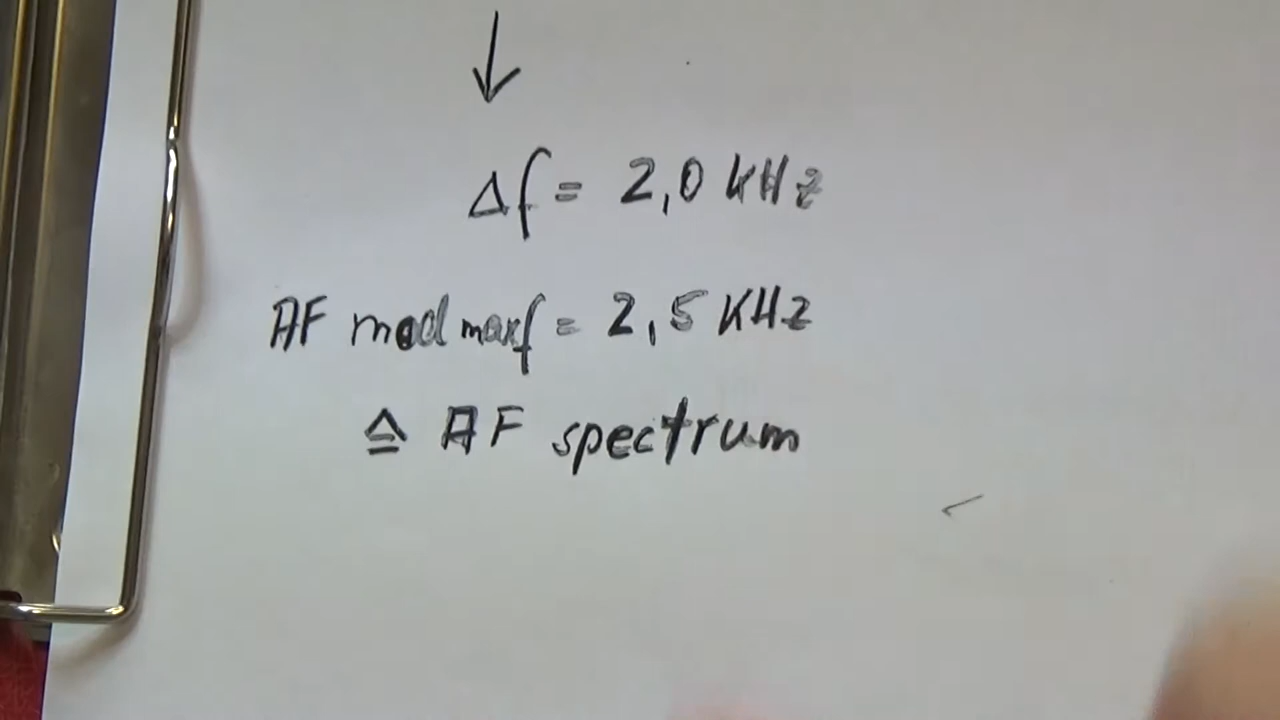 Δf = 2,0 kHz
AF mod maxf = 2,5 KHz
≙ AF spectrum